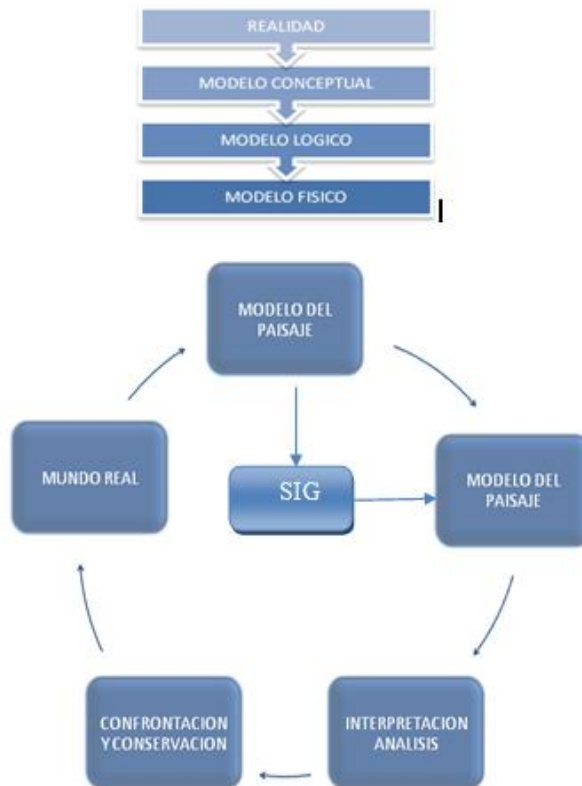 REALIDAD
MODELO CONCEPTUAL
MODELO LOGICO
MODELO FISICO
MODELO DEL
PAISAJE
MUNDO REAL
SIG
MODELO DEL
PAISAJE
CONFRONTACION
Y CONSERVACION
INTERPRETACION
ANALISIS